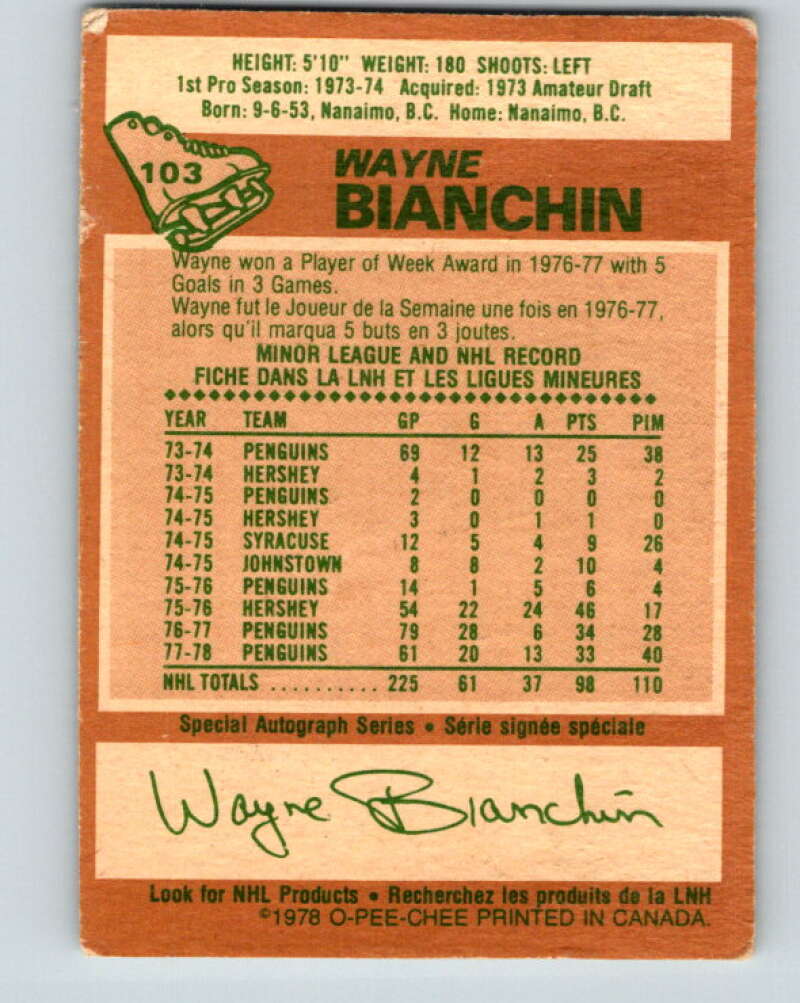 HEIGHT: 5'10" WEIGHT: 180 SHOOTS: LEFT
1st Pro Season: 1973-74 Acquired: 1973 Amateur Draft
Born: 9-6-53, Nanaimo, B.C. Home: Nanaimo, B.C.
103
WAYNE
BIANCHIN
Wayne won a Player of Week Award in 1976-77 with 5
Goals in 3 Games.
Wayne fut le Joueur de la Semaine une fois en 1976-77,
alors qu'il marqua 5 buts en 3 joutes.
MINOR LEAGUE AND NHL RECORD
FICHE DANS LA LNH ET LES LIGUES MINEURES
YEAR TEAM GP G A PTS PIM
73-74 PENGUINS 69 12 13 25 38
73-74 HERSHEY 4 1 2 3 2
74-75 PENGUINS 2 0 0 0 0
74-75 HERSHEY 3 0 1 1 0
74-75 SYRACUSE 12 5 4 9 26
74-75 JOHNSTOWN 8 8 2 10 4
75-76 PENGUINS 14 1 5 6 4
75-76 HERSHEY 54 22 24 46 17
76-77 PENGUINS 79 28 6 34 28
77-78 PENGUINS 61 20 13 33 40
NHL TOTALS .......... 225 61 37 98 110
Special Autograph Series • Série signée spéciale
Wayne Bianchin
Look for NHL Products • Recherchez les produits de la LNH
©1978 O-PEE-CHEE PRINTED IN CANADA.